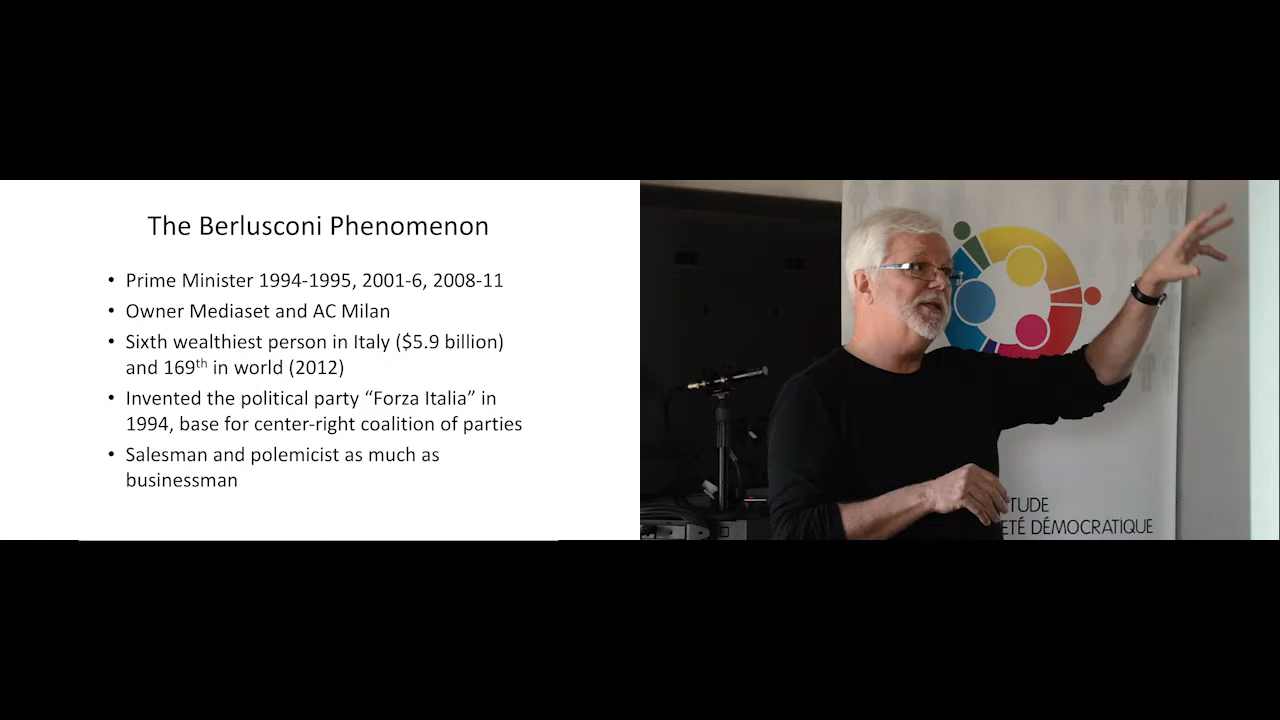 The Berlusconi Phenomenon
• Prime Minister 1994-1995, 2001-6, 2008-11
• Owner Mediaset and AC Milan
• Sixth wealthiest person in Italy ($5.9 billion)
and 169th in world (2012)
• Invented the political party “Forza Italia” in
1994, base for center-right coalition of parties
• Salesman and polemicist as much as
businessman
TUDE
ETÉ DÉMOCRATIQUE